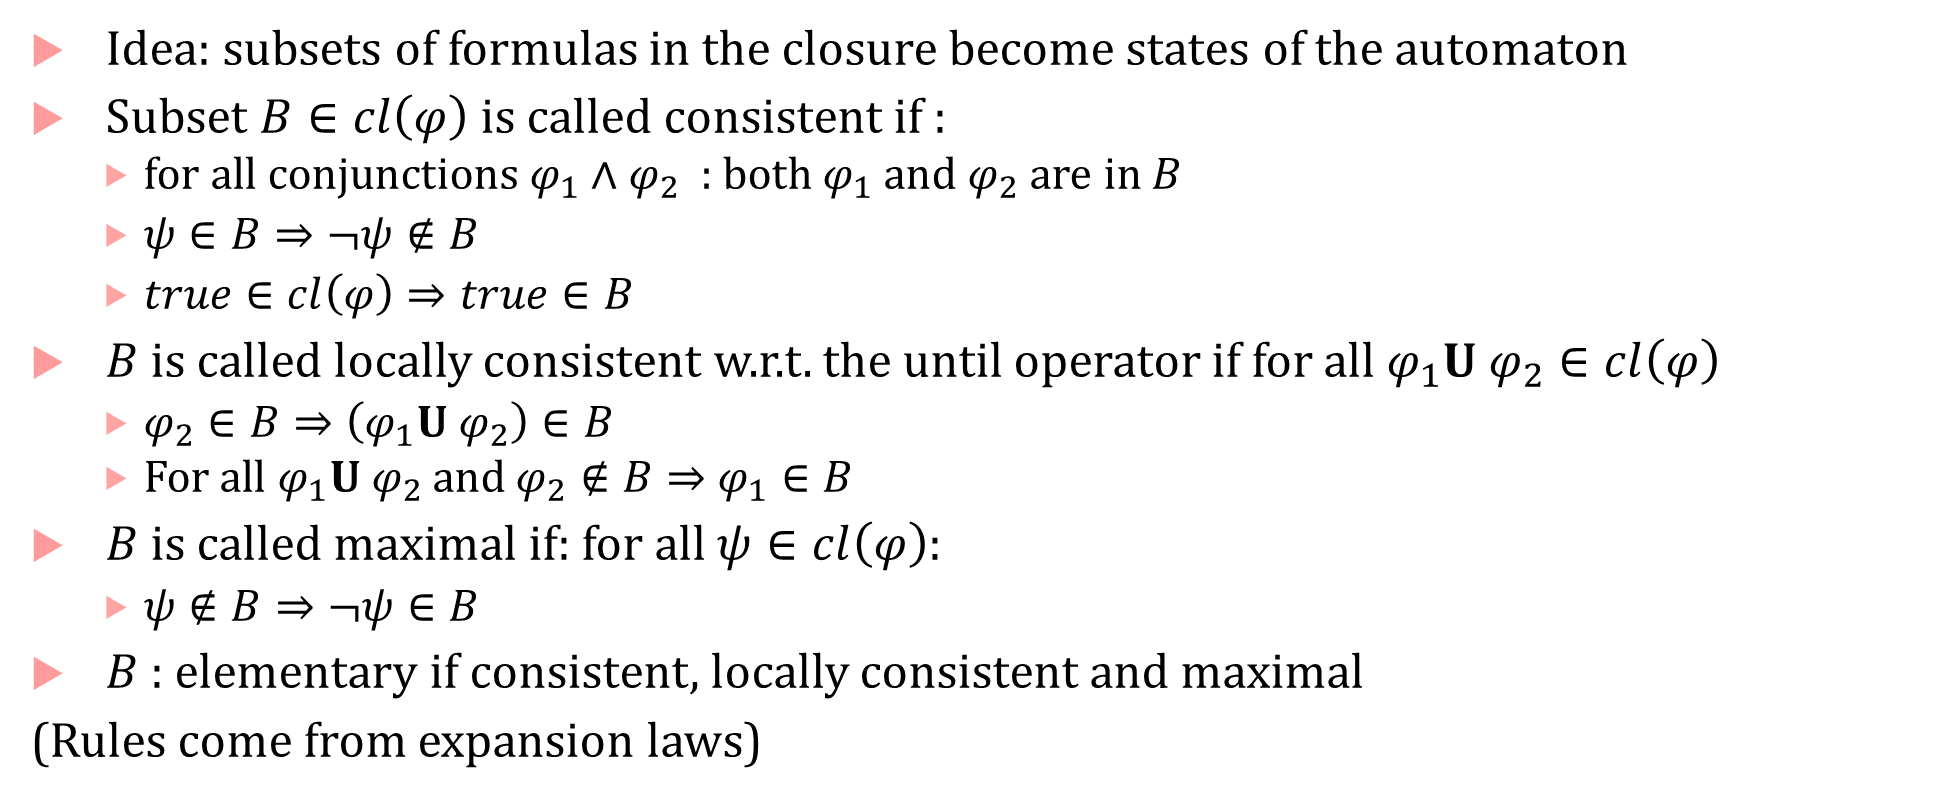 ▶ Idea: subsets of formulas in the closure become states of the automaton
▶ Subset B ∈ cl(φ) is called consistent if :
▶ for all conjunctions φ₁ ∧ φ₂ : both φ₁ and φ₂ are in B
▶ ψ ∈ B ⇒ ¬ψ ∉ B
▶ true ∈ cl(φ) ⇒ true ∈ B
▶ B is called locally consistent w.r.t. the until operator if for all φ₁U φ₂ ∈ cl(φ)
▶ φ₂ ∈ B ⇒ (φ₁U φ₂) ∈ B
▶ For all φ₁U φ₂ and φ₂ ∉ B ⇒ φ₁ ∈ B
▶ B is called maximal if: for all ψ ∈ cl(φ):
▶ ψ ∉ B ⇒ ¬ψ ∈ B
▶ B : elementary if consistent, locally consistent and maximal
(Rules come from expansion laws)